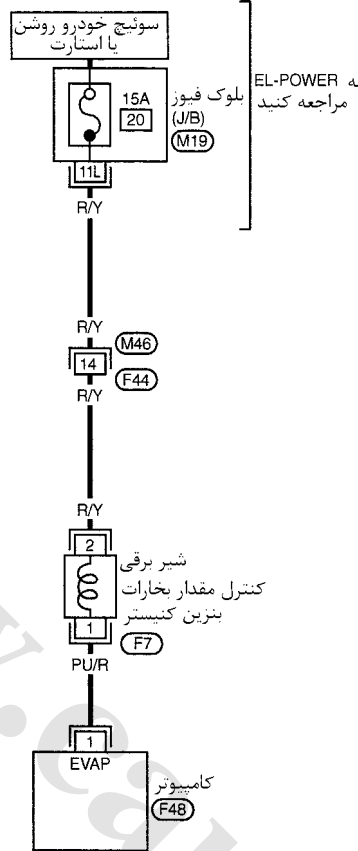 سوئیچ خودرو روشن
یا استارت
ه EL-POWER
مراجعه کنید
بلوک فیوز
(J/B)
M19
15A
20
11L
R/Y
R/Y
M46
14
F44
R/Y
R/Y
2
شیر برقی
کنترل مقدار بخارات
بنزین کنیستر
1
F7
PU/R
1
EVAP
کامپیوتر
F48